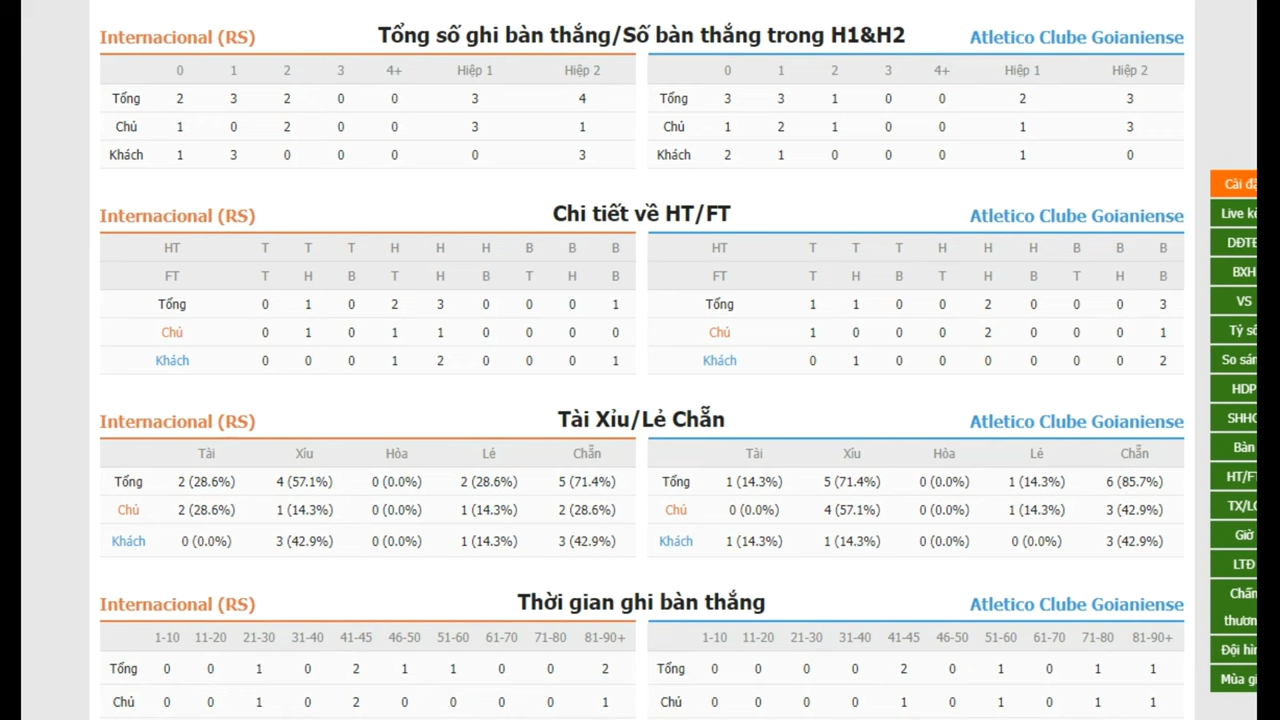 Internacional (RS) Tổng số ghi bàn thắng/Số bàn thắng trong H1&H2 Atletico Clube Goianiense
0 1 2 3 4+ Hiệp 1 Hiệp 2 0 1 2 3 4+ Hiệp 1 Hiệp 2
Tổng 2 3 2 0 0 3 4 Tổng 3 3 1 0 0 2 3
Chủ 1 0 2 0 0 3 1 Chủ 1 2 1 0 0 1 3
Khách 1 3 0 0 0 0 3 Khách 2 1 0 0 0 1 0
Cài đặ
Internacional (RS) Chi tiết về HT/FT Atletico Clube Goianiense
Live kè
HT T T T H H H B B B HT T T T H H H B B B
DĐTĐ
FT T H B T H B T H B FT T H B T H B T H B
BXH
Tổng 0 1 0 2 3 0 0 0 1 Tổng 1 1 0 0 2 0 0 0 3
VS
Chủ 0 1 0 1 1 0 0 0 0 Chủ 1 0 0 0 2 0 0 0 1
Tỷ số
Khách 0 0 0 1 2 0 0 0 1 Khách 0 1 0 0 0 0 0 0 2
So sán
HDP
Internacional (RS) Tài Xỉu/Lẻ Chẵn Atletico Clube Goianiense
SHHC
Tài Xỉu Hòa Lẻ Chẵn Tài Xỉu Hòa Lẻ Chẵn
Bàn
Tổng 2 (28.6%) 4 (57.1%) 0 (0.0%) 2 (28.6%) 5 (71.4%) Tổng 1 (14.3%) 5 (71.4%) 0 (0.0%) 1 (14.3%) 6 (85.7%)
HT/FT
Chủ 2 (28.6%) 1 (14.3%) 0 (0.0%) 1 (14.3%) 2 (28.6%) Chủ 0 (0.0%) 4 (57.1%) 0 (0.0%) 1 (14.3%) 3 (42.9%)
TX/LC
Khách 0 (0.0%) 3 (42.9%) 0 (0.0%) 1 (14.3%) 3 (42.9%) Khách 1 (14.3%) 1 (14.3%) 0 (0.0%) 0 (0.0%) 3 (42.9%)
Giờ
LTĐ
Internacional (RS) Thời gian ghi bàn thắng Atletico Clube Goianiense
Chấn
thươn
1-10 11-20 21-30 31-40 41-45 46-50 51-60 61-70 71-80 81-90+ 1-10 11-20 21-30 31-40 41-45 46-50 51-60 61-70 71-80 81-90+
Đội hìn
Tổng 0 0 1 0 2 1 1 0 0 2 Tổng 0 0 0 0 2 0 1 0 1 1
Mùa gi
Chủ 0 0 1 0 2 0 0 0 0 1 Chủ 0 0 0 0 1 0 1 0 1 1